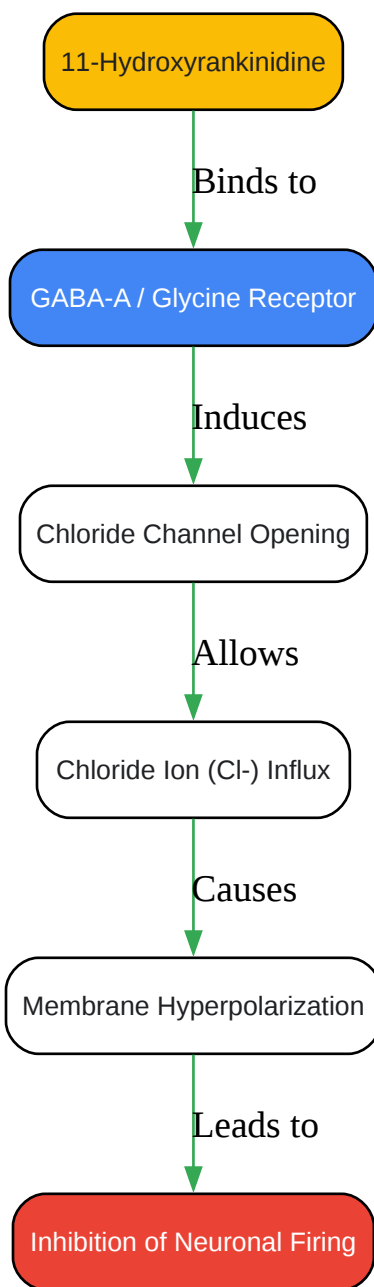 11-Hydroxyrankinidine
Binds to
GABA-A / Glycine Receptor
Induces
Chloride Channel Opening
Allows
Chloride Ion (Cl-) Influx
Causes
Membrane Hyperpolarization
Leads to
Inhibition of Neuronal Firing